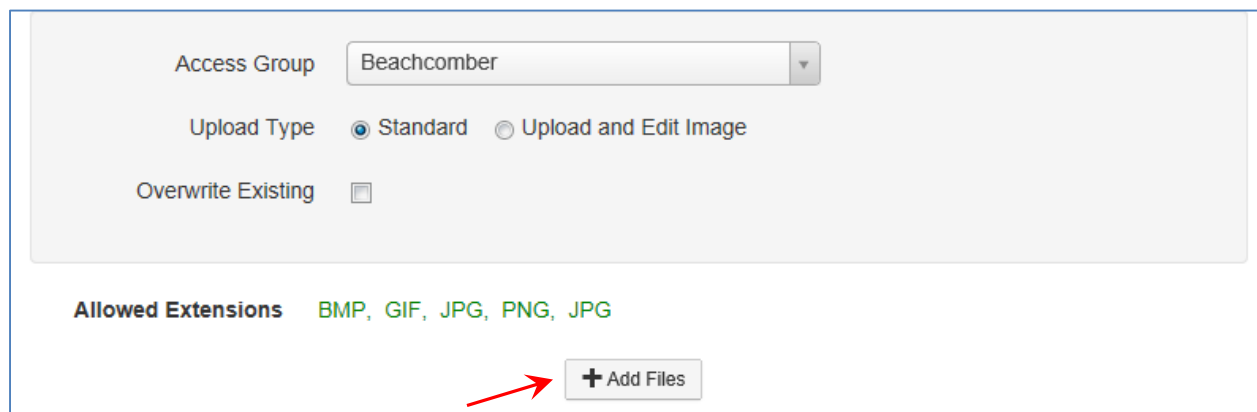 Access Group Beachcomber
Upload Type Standard Upload and Edit Image
Overwrite Existing
Allowed Extensions BMP, GIF, JPG, PNG, JPG
Add Files